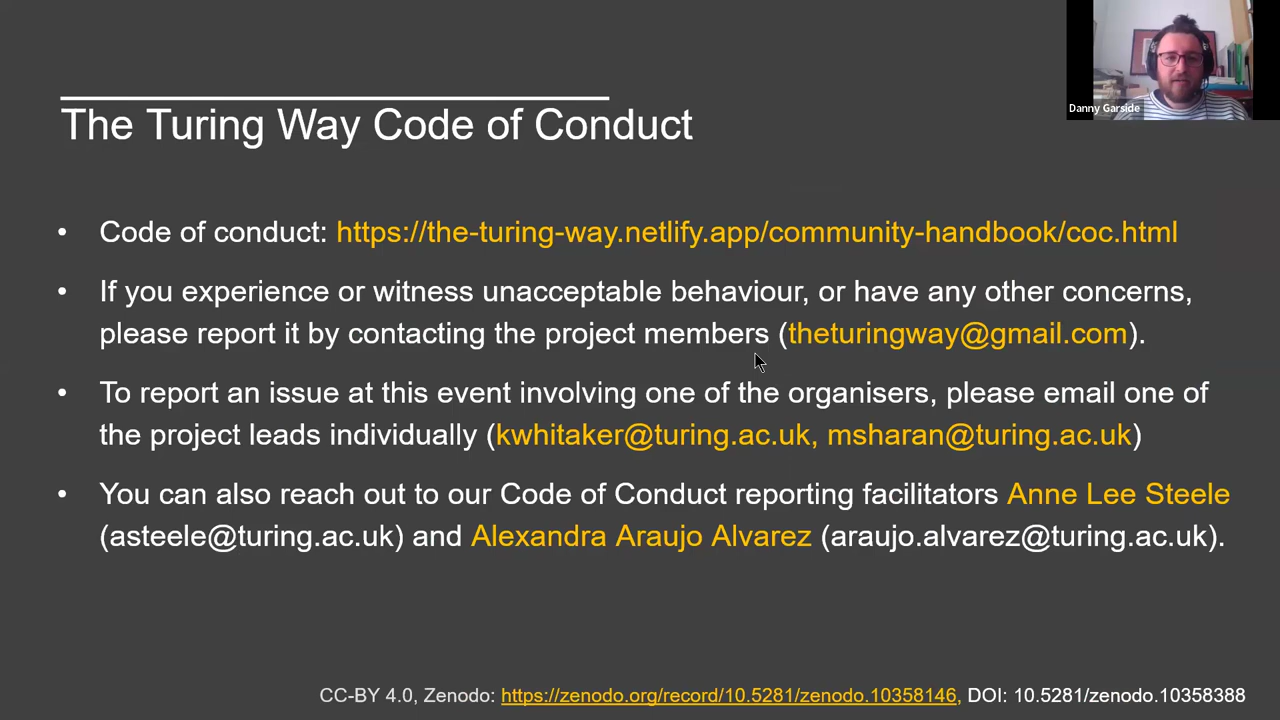 Danny Garside
The Turing Way Code of Conduct
• Code of conduct: https://the-turing-way.netlify.app/community-handbook/coc.html
• If you experience or witness unacceptable behaviour, or have any other concerns,
please report it by contacting the project members (theturingway@gmail.com).
• To report an issue at this event involving one of the organisers, please email one of
the project leads individually (kwhitaker@turing.ac.uk, msharan@turing.ac.uk)
• You can also reach out to our Code of Conduct reporting facilitators Anne Lee Steele
(asteele@turing.ac.uk) and Alexandra Araujo Alvarez (araujo.alvarez@turing.ac.uk).
CC-BY 4.0, Zenodo: https://zenodo.org/record/10.5281/zenodo.10358146, DOI: 10.5281/zenodo.10358388